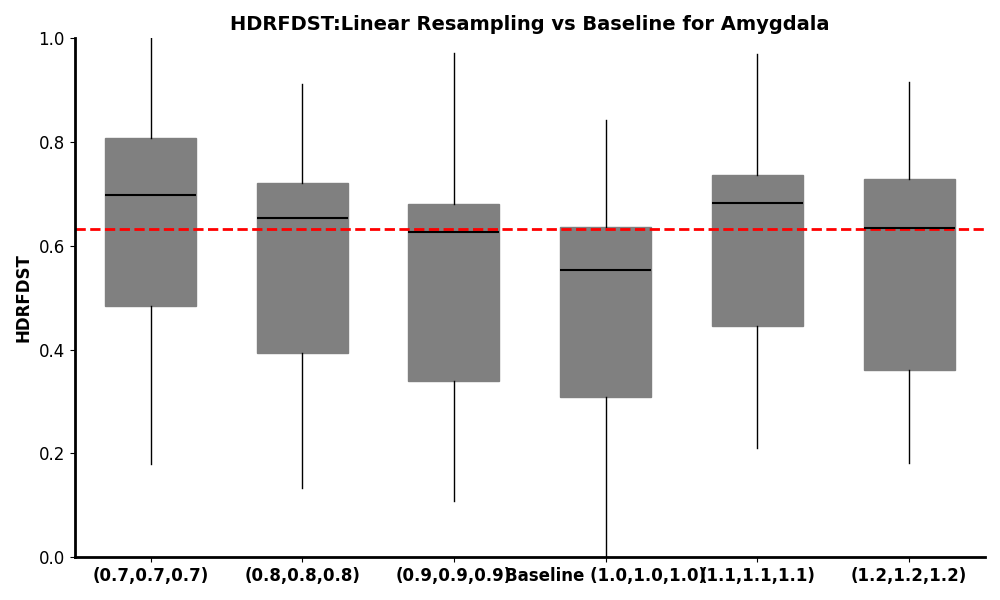 HDRFDST:Linear Resampling vs Baseline for Amygdala
HDRFDST
1.0
0.8
0.6
0.4
0.2
0.0
(0.7,0.7,0.7) (0.8,0.8,0.8) (0.9,0.9,0.9) Baseline (1.0,1.0,1.0) (1.1,1.1,1.1) (1.2,1.2,1.2)